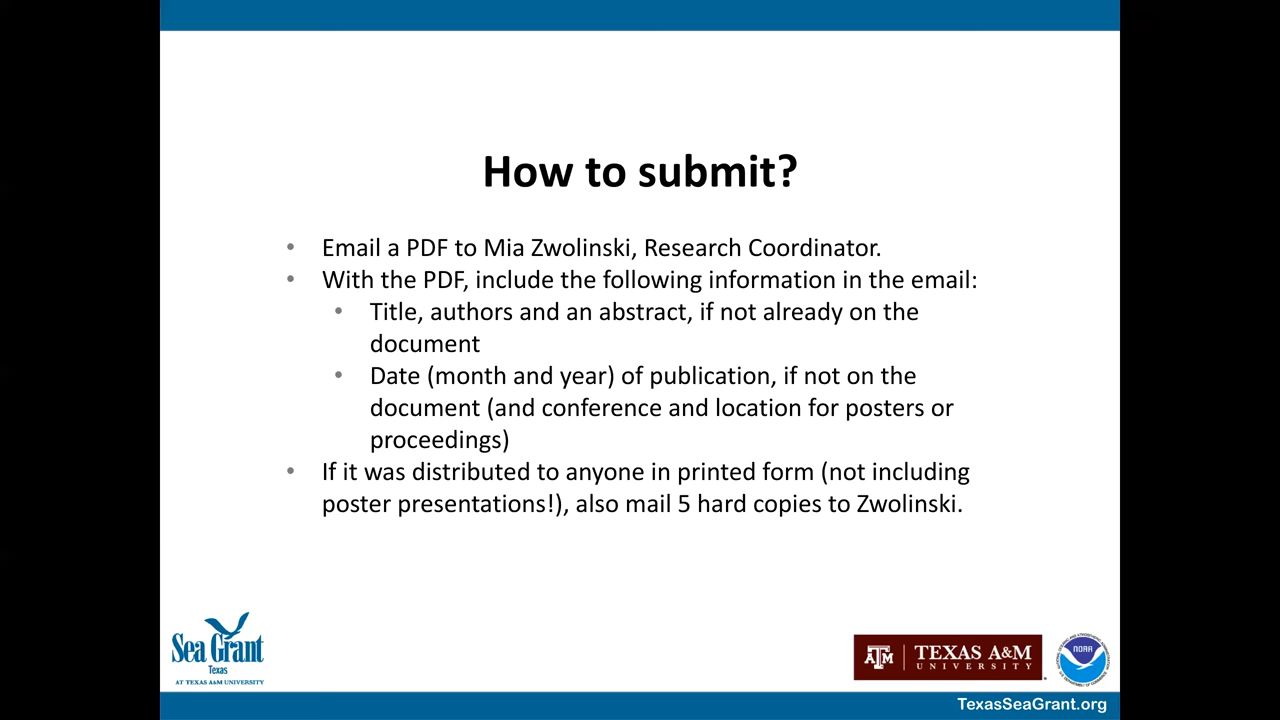 How to submit?
• Email a PDF to Mia Zwolinski, Research Coordinator.
• With the PDF, include the following information in the email:
• Title, authors and an abstract, if not already on the
document
• Date (month and year) of publication, if not on the
document (and conference and location for posters or
proceedings)
• If it was distributed to anyone in printed form (not including
poster presentations!), also mail 5 hard copies to Zwolinski.
Sea Grant
Texas
AT TEXAS A&M UNIVERSITY
ATM
TEXAS A&M
UNIVERSITY
NOAA
TexasSeaGrant.org